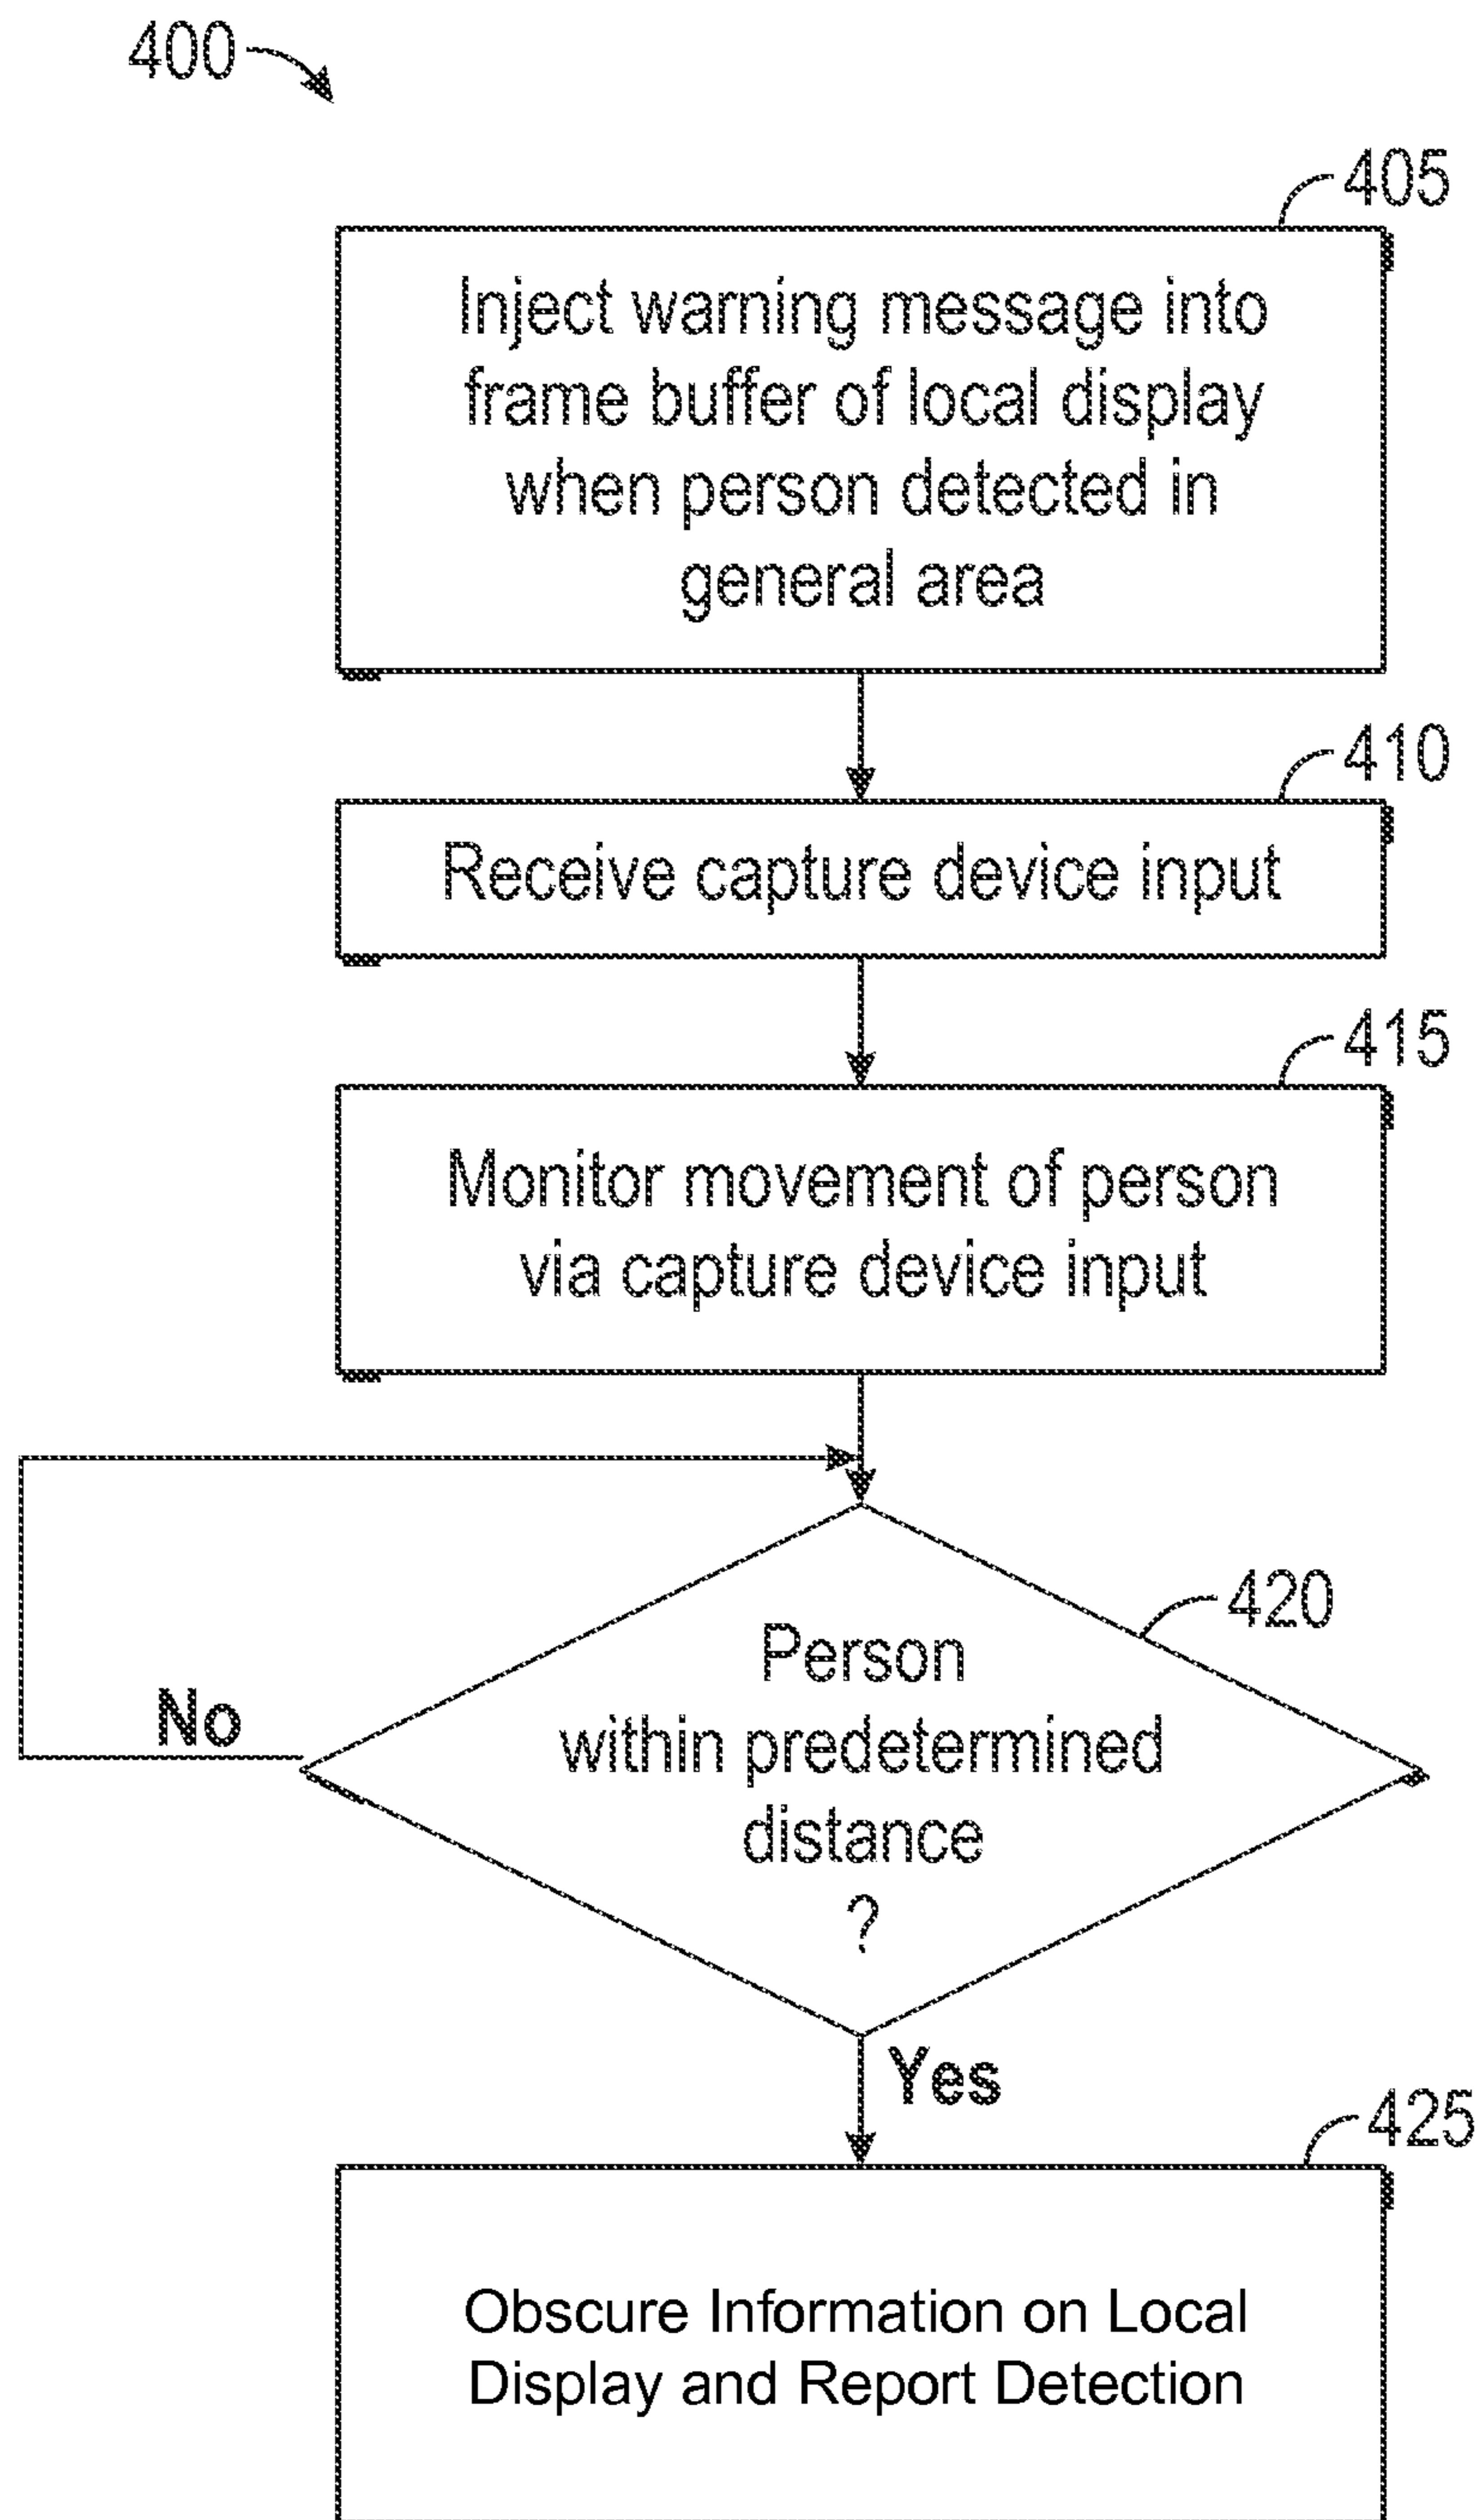 400
405
Inject warning message into
frame buffer of local display
when person detected in
general area
410
Receive capture device input
415
Monitor movement of person
via capture device input
420
Person
within predetermined
distance
?
No
Yes
425
Obscure Information on Local
Display and Report Detection